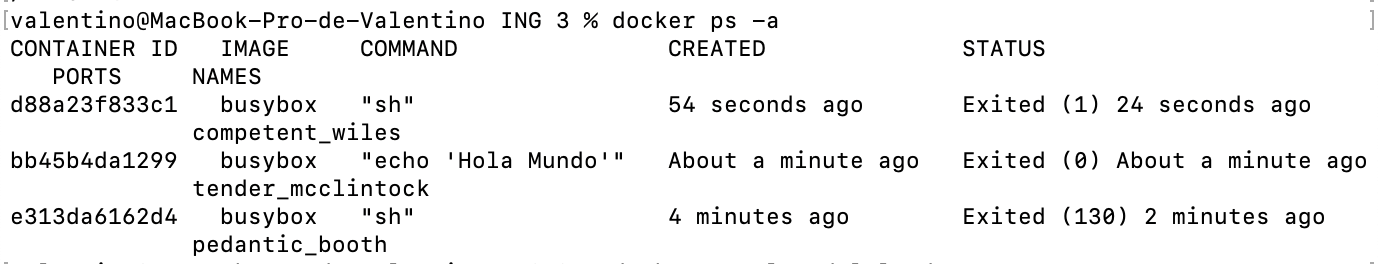 [valentino@MacBook-Pro-de-Valentino ING 3 % docker ps -a ]
CONTAINER ID   IMAGE     COMMAND               CREATED              STATUS
   PORTS     NAMES
d88a23f833c1   busybox   "sh"                  54 seconds ago       Exited (1) 24 seconds ago
             competent_wiles
bb45b4da1299   busybox   "echo 'Hola Mundo'"   About a minute ago   Exited (0) About a minute ago
             tender_mcclintock
e313da6162d4   busybox   "sh"                  4 minutes ago        Exited (130) 2 minutes ago
             pedantic_booth